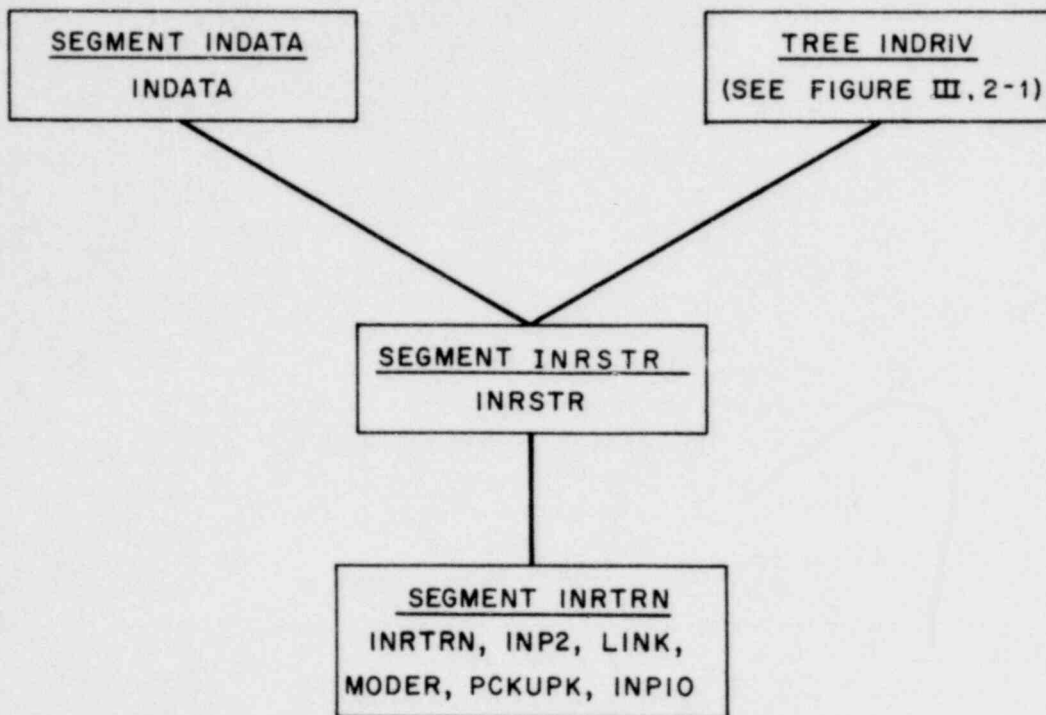 SEGMENT INDATA
INDATA
TREE INDRIV
(SEE FIGURE III, 2-1)
SEGMENT INRSTR
INRSTR
SEGMENT INRTRN
INRTRN, INP2, LINK,
MODER, PCKUPK, INPIO